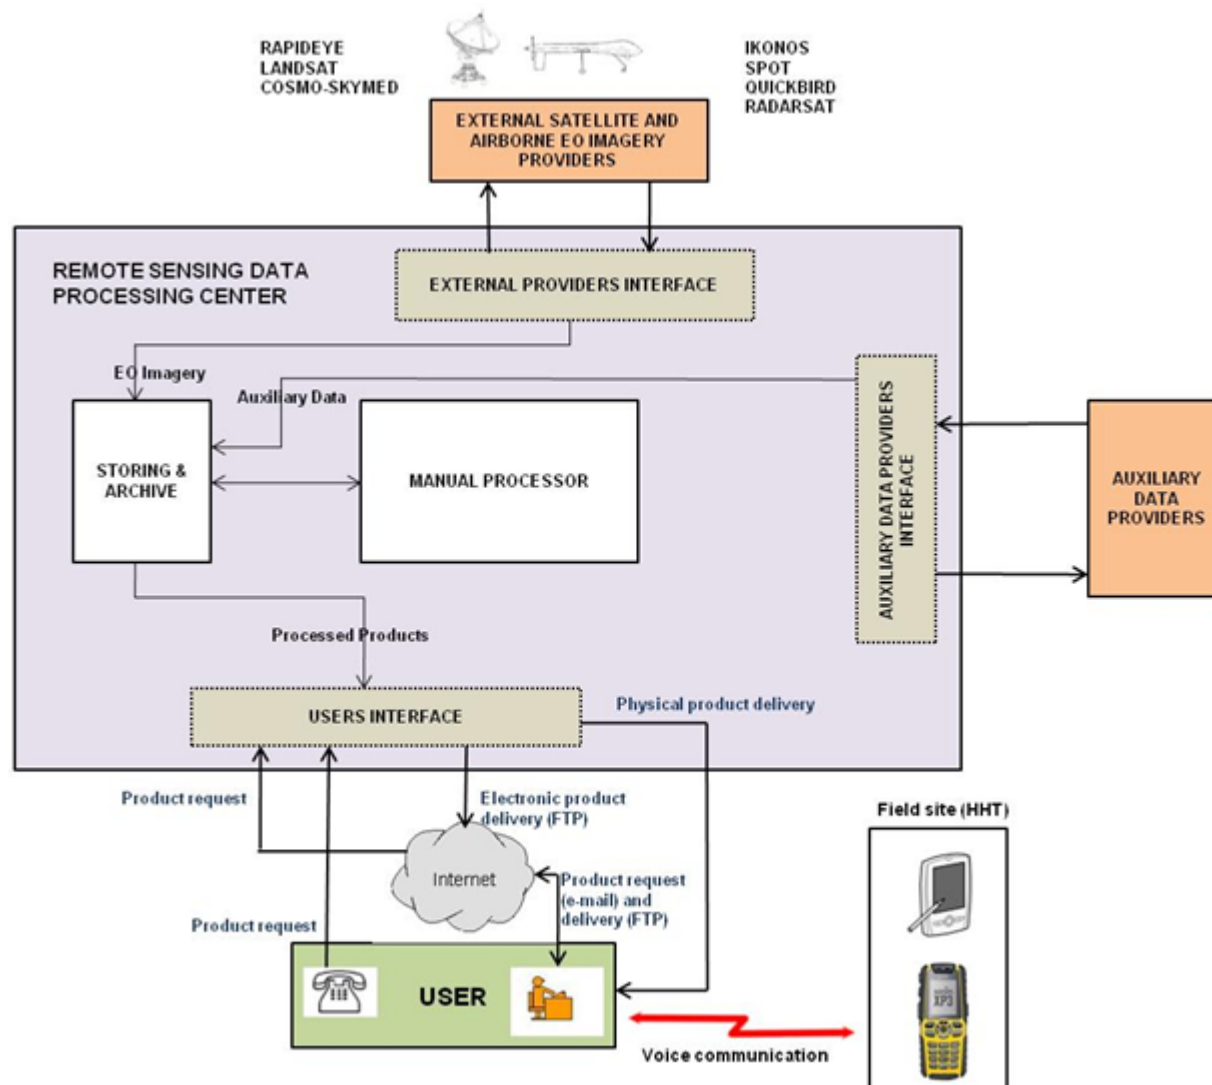 RAPIDEYE
LANDSAT
COSMO-SKYMED
IKONOS
SPOT
QUICKBIRD
RADARSAT
EXTERNAL SATELLITE AND
AIRBORNE EO IMAGERY
PROVIDERS
REMOTE SENSING DATA
PROCESSING CENTER
EXTERNAL PROVIDERS INTERFACE
EO Imagery
Auxiliary Data
STORING &
ARCHIVE
MANUAL PROCESSOR
AUXILIARY DATA PROVIDERS
INTERFACE
AUXILIARY
DATA
PROVIDERS
Processed Products
USERS INTERFACE
Physical product delivery
Product request
Electronic product
delivery (FTP)
Internet
Product request
(e-mail) and
delivery (FTP)
Product request
USER
Field site (HHT)
XP3
Voice communication